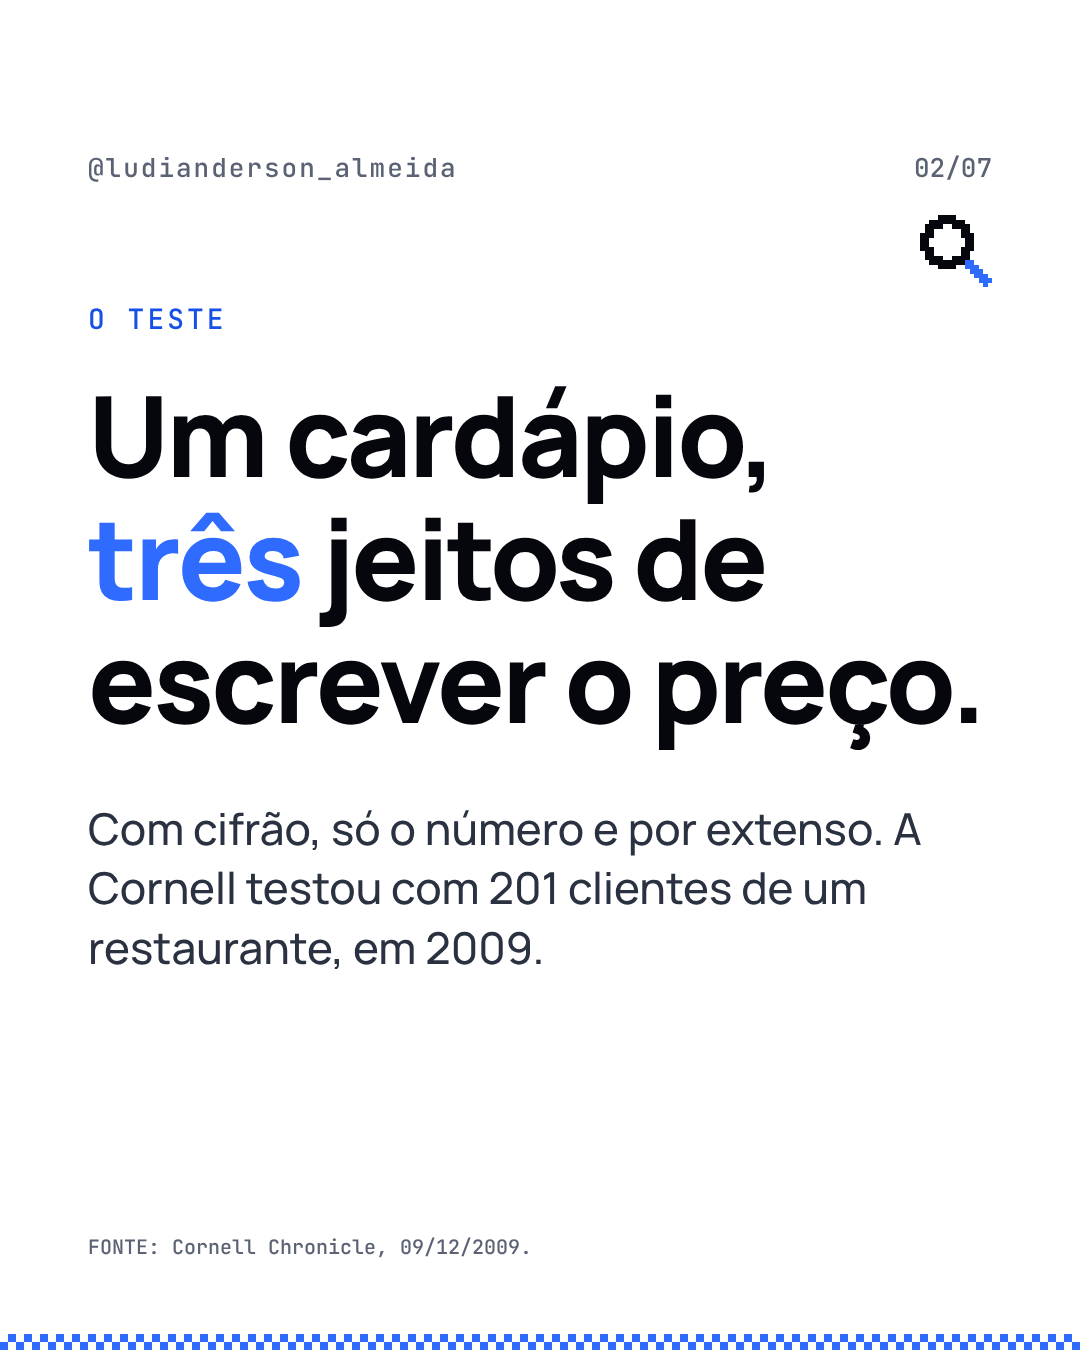 @ludianderson_almeida
02/07
O TESTE
Um cardápio,
três jeitos de
escrever o preço.
Com cifrão, só o número e por extenso. A
Cornell testou com 201 clientes de um
restaurante, em 2009.
FONTE: Cornell Chronicle, 09/12/2009.